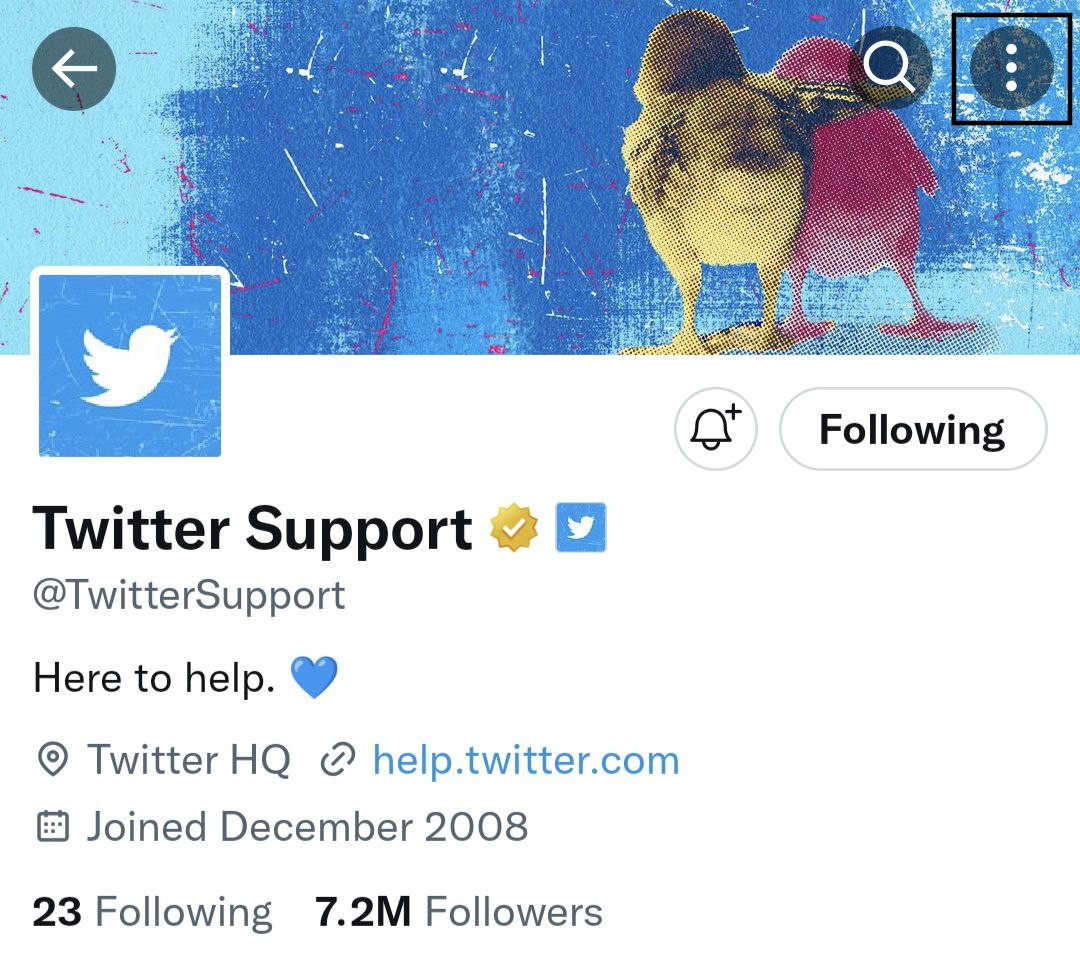 Following
Twitter Support
@TwitterSupport
Here to help. 💙
Twitter HQ help.twitter.com
Joined December 2008
23 Following 7.2M Followers